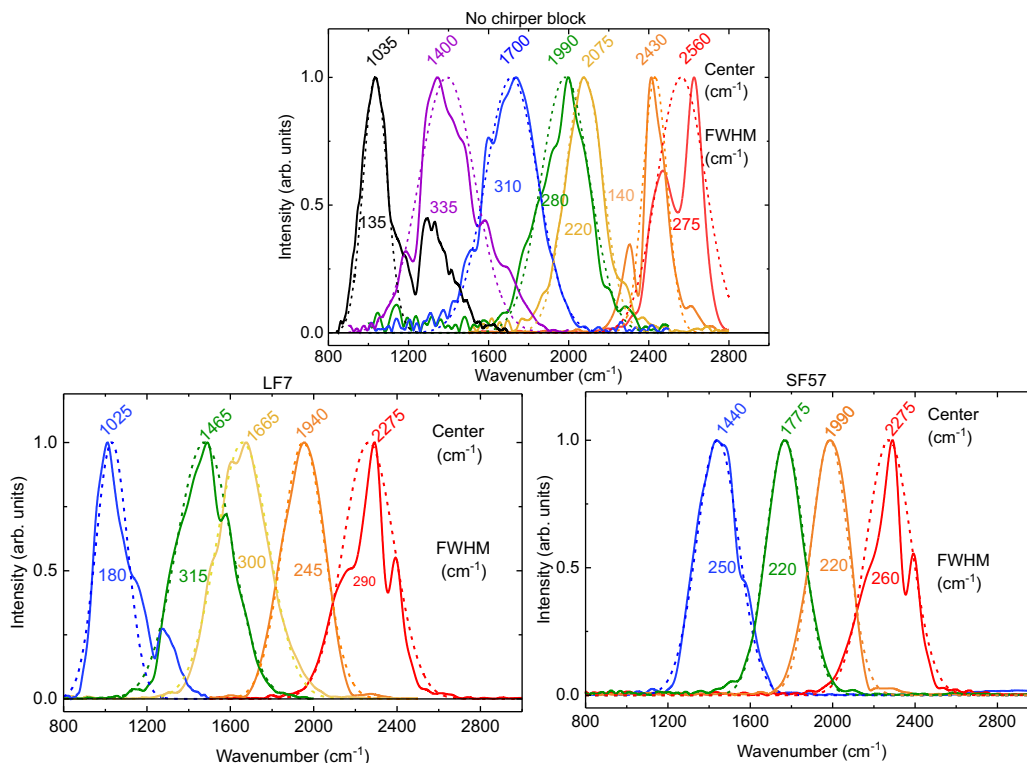 No chirper block
1035
1400
1700
1990
2075
2430
2560
Center
(cm-1)
FWHM
(cm-1)
135
335
310
280
220
140
275
Intensity (arb. units)
1.0
0.5
0.0
800 1200 1600 2000 2400 2800
Wavenumber (cm-1)
LF7
1025
1465
1665
1940
2275
Center
(cm-1)
FWHM
(cm-1)
180
315
300
245
290
Intensity (arb. units)
1.0
0.5
0.0
800 1200 1600 2000 2400 2800
Wavenumber (cm-1)
SF57
1440
1775
1990
2275
Center
(cm-1)
FWHM
(cm-1)
250
220
220
260
Intensity (arb. units)
1.0
0.5
0.0
800 1200 1600 2000 2400 2800
Wavenumber (cm-1)